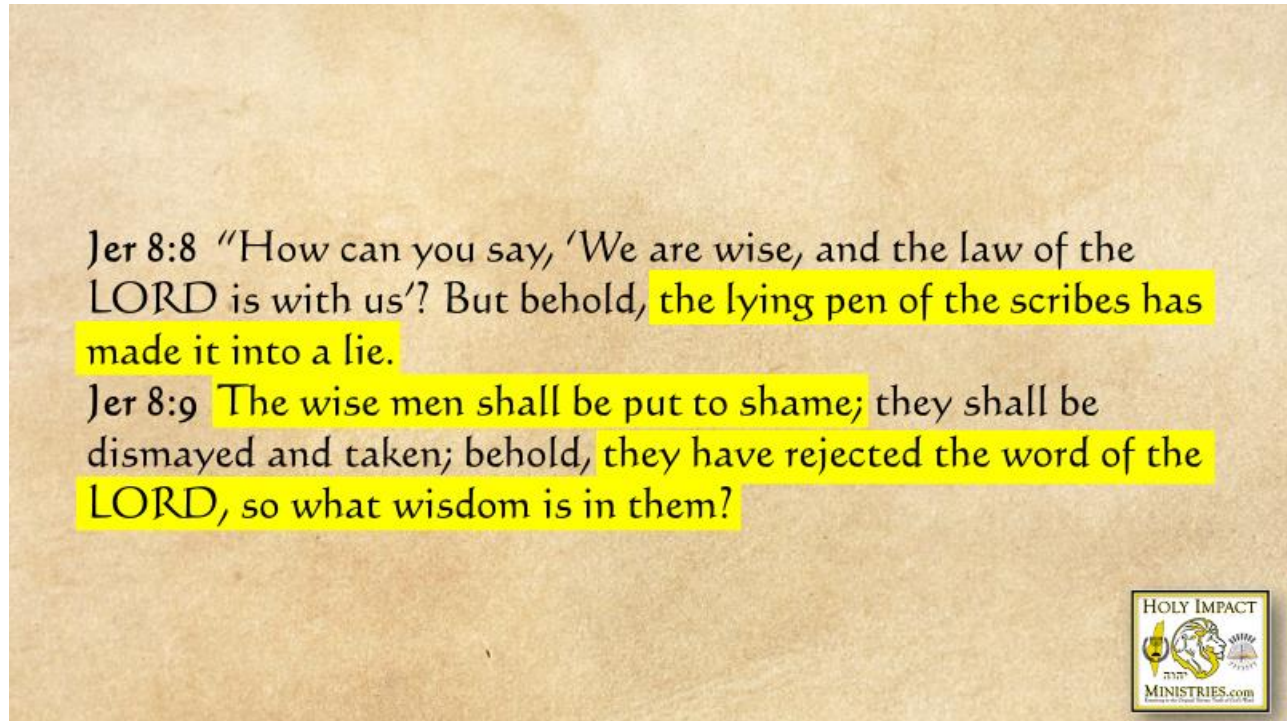 Jer 8:8 “How can you say, ‘We are wise, and the law of the
LORD is with us’? But behold, the lying pen of the scribes has
made it into a lie.
Jer 8:9 The wise men shall be put to shame; they shall be
dismayed and taken; behold, they have rejected the word of the
LORD, so what wisdom is in them?
HOLY IMPACT
יהוה
MINISTRIES.com